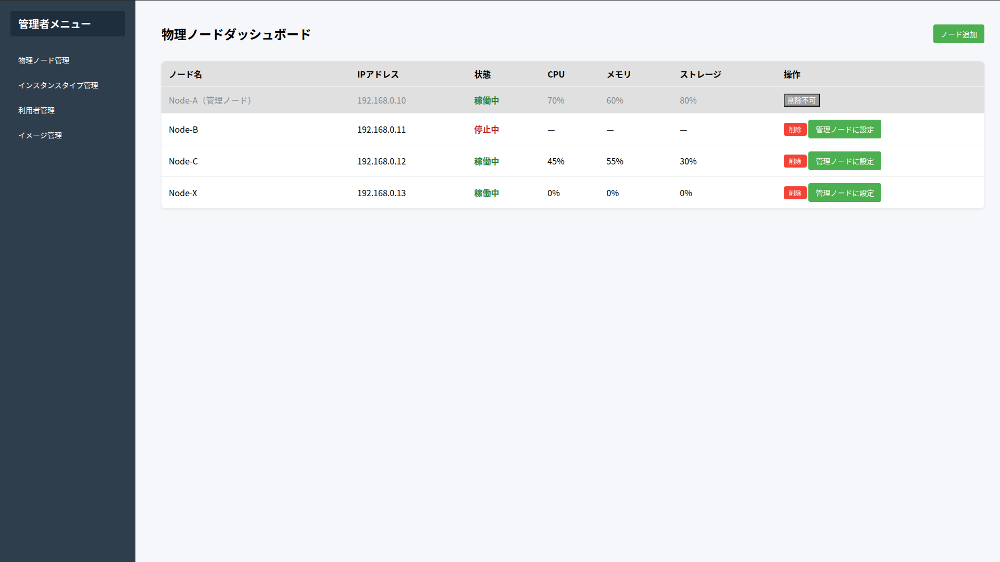 管理者メニュー
物理ノード管理
インスタンスタイプ管理
利用者管理
イメージ管理
物理ノードダッシュボード
ノード追加
ノード名 IPアドレス 状態 CPU メモリ ストレージ 操作
Node-A（管理ノード） 192.168.0.10 稼働中 70% 60% 80% 削除不可
Node-B 192.168.0.11 停止中 — — — 削除 管理ノードに設定
Node-C 192.168.0.12 稼働中 45% 55% 30% 削除 管理ノードに設定
Node-X 192.168.0.13 稼働中 0% 0% 0% 削除 管理ノードに設定